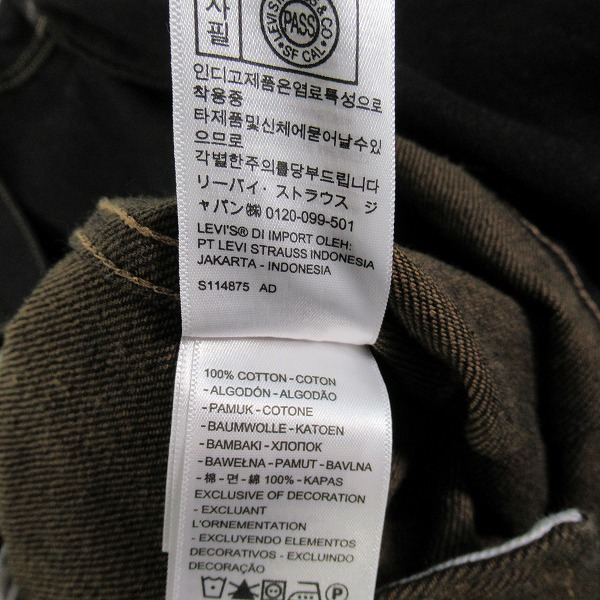 사
필
LEVI'S
& CO.
PASS
SF CAL
인디고제품은염료특성으로
착용중
타제품및신체에묻어날수있
으므로
각별한주의를당부드립니다
リーバイ・ストラウス ジ
ャパン㈱ 0120-099-501
LEVI'S® DI IMPORT OLEH:
PT LEVI STRAUSS INDONESIA
JAKARTA - INDONESIA
S114875 AD
100% COTTON - COTON
- ALGODÓN - ALGODÃO
- PAMUK - COTONE
- BAUMWOLLE - KATOEN
- BAMBAKI - ХЛОПОК
- BAWEŁNA - PAMUT - BAVLNA
- 棉 - 면 - 綿 100% - KAPAS
EXCLUSIVE OF DECORATION
- EXCLUANT
L'ORNEMENTATION
- EXCLUYENDO ELEMENTOS
DECORATIVOS - EXCLUINDO
DECORAÇÃO
P